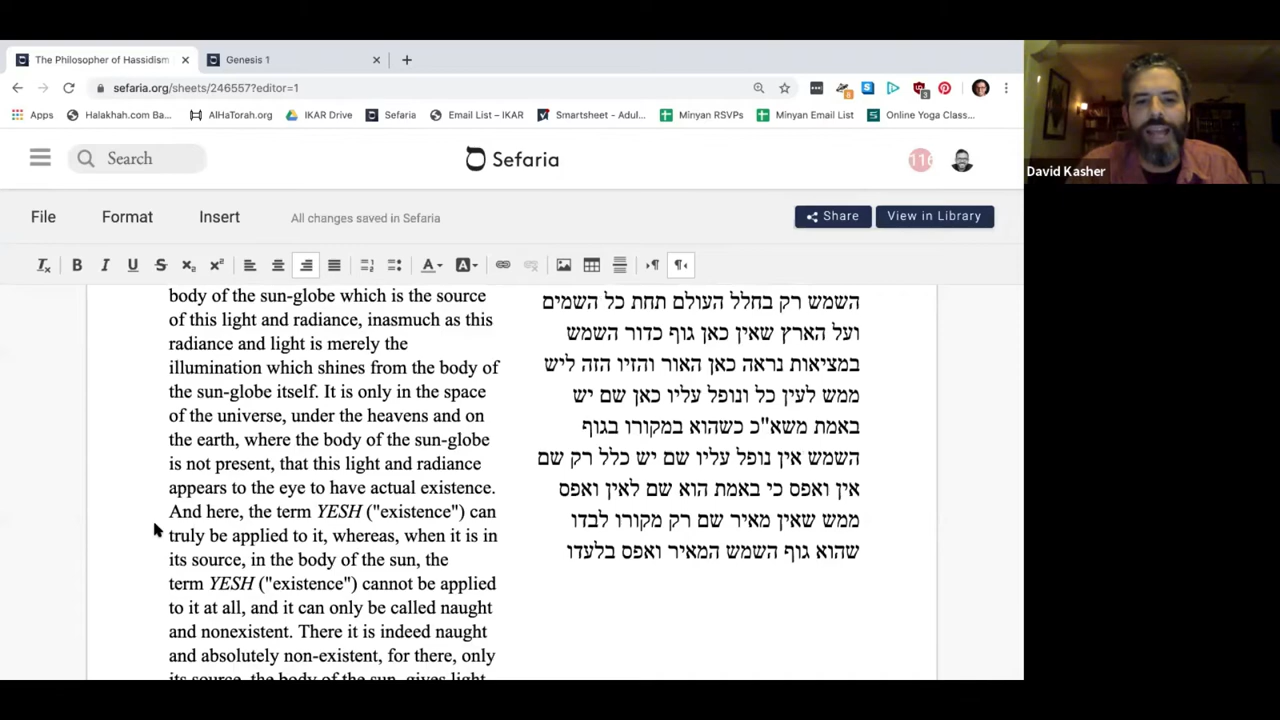 The Philosopher of Hassidism
Genesis 1
sefaria.org/sheets/246557?editor=1
Apps
Halakhah.com Ba...
AlHaTorah.org
IKAR Drive
Sefaria
Email List – IKAR
Smartsheet - Adul...
Minyan RSVPs
Minyan Email List
Online Yoga Class...
Search
Sefaria
116
David Kasher
File Format Insert All changes saved in Sefaria Share View in Library
body of the sun-globe which is the source
of this light and radiance, inasmuch as this
radiance and light is merely the
illumination which shines from the body of
the sun-globe itself. It is only in the space
of the universe, under the heavens and on
the earth, where the body of the sun-globe
is not present, that this light and radiance
appears to the eye to have actual existence.
And here, the term YESH ("existence") can
truly be applied to it, whereas, when it is in
its source, in the body of the sun, the
term YESH ("existence") cannot be applied
to it at all, and it can only be called naught
and nonexistent. There it is indeed naught
and absolutely non-existent, for there, only
its source, the body of the sun, gives light
השמש רק בחלל העולם תחת כל השמים
ועל הארץ שאין כאן גוף כדור השמש
במציאות נראה כאן האור והזיו הזה ליש
ממש לעין כל ונופל עליו כאן שם יש
באמת משא"כ כשהוא במקורו בגוף
השמש אין נופל עליו שם יש כלל רק שם
אין ואפס כי באמת הוא שם לאין ואפס
ממש שאין מאיר שם רק מקורו לבדו
שהוא גוף השמש המאיר ואפס בלעדו